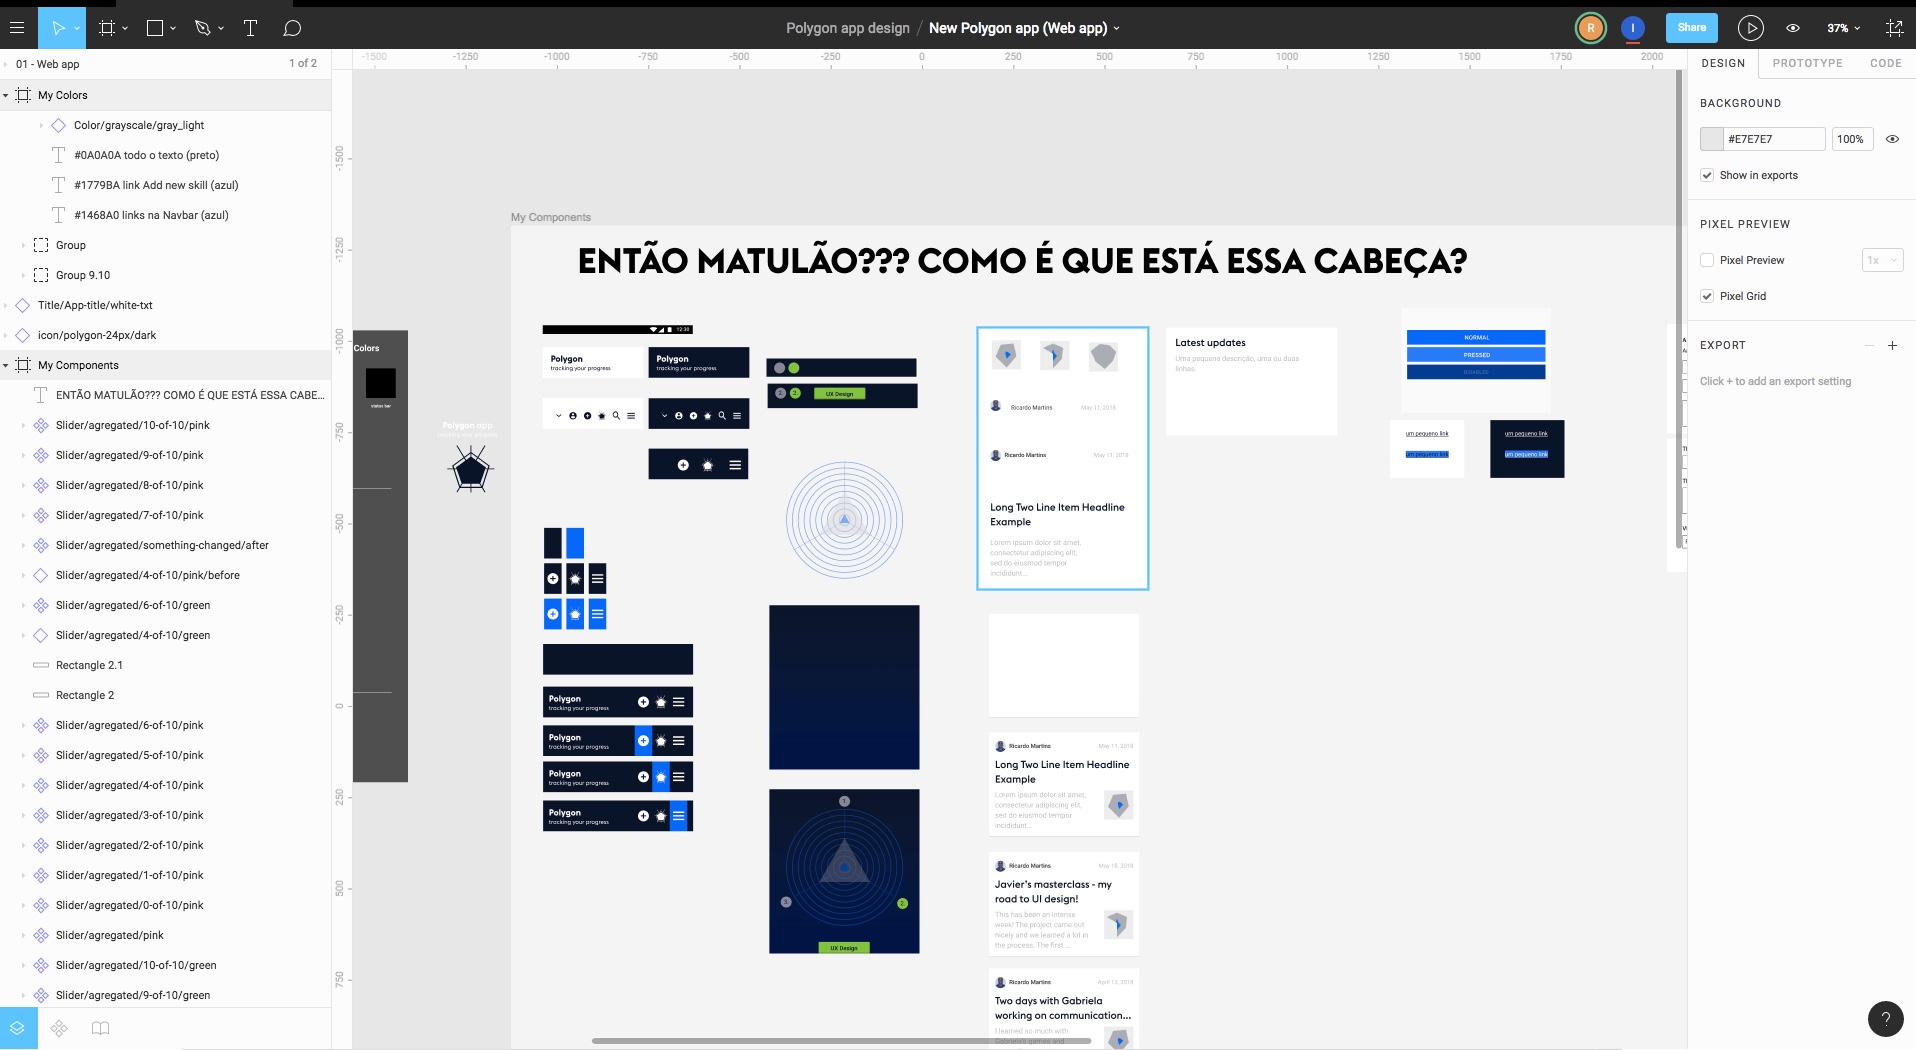 Polygon app design / New Polygon app (Web app)
R
I
Share
37%
01 - Web app
1 of 2
My Colors
Color/grayscale/gray_light
#0A0A0A todo o texto (preto)
#1779BA link Add new skill (azul)
#1468A0 links na Navbar (azul)
Group
Group 9.10
Title/App-title/white-txt
icon/polygon-24px/dark
My Components
ENTÃO MATULÃO??? COMO É QUE ESTÁ ESSA CABE...
Slider/agregated/10-of-10/pink
Slider/agregated/9-of-10/pink
Slider/agregated/8-of-10/pink
Slider/agregated/7-of-10/pink
Slider/agregated/something-changed/after
Slider/agregated/4-of-10/pink/before
Slider/agregated/6-of-10/green
Slider/agregated/4-of-10/green
Rectangle 2.1
Rectangle 2
Slider/agregated/6-of-10/pink
Slider/agregated/5-of-10/pink
Slider/agregated/4-of-10/pink
Slider/agregated/3-of-10/pink
Slider/agregated/2-of-10/pink
Slider/agregated/1-of-10/pink
Slider/agregated/0-of-10/pink
Slider/agregated/pink
Slider/agregated/10-of-10/green
Slider/agregated/9-of-10/green
-1500 -1250 -1000 -750 -500 -250 0 250 500 750 1000 1250 1500 1750 2000
-1500
-1250
-1000
-750
-500
-250
0
250
500
750
Colors
status bar
Polygon app
tracking your progress
My Components
ENTÃO MATULÃO??? COMO É QUE ESTÁ ESSA CABEÇA?
12:30
Polygon
tracking your progress
Polygon
tracking your progress
Polygon
tracking your progress
Polygon
tracking your progress
Polygon
tracking your progress
Polygon
tracking your progress
2 2 UX Design
1
3
2
UX Design
Ricardo Martins May 11, 2018
Ricardo Martins May 11, 2018
Long Two Line Item Headline
Example
Lorem ipsum dolor sit amet,
consectetur adipiscing elit,
sed do eiusmod tempor
incididunt...
Ricardo Martins May 11, 2018
Long Two Line Item Headline
Example
Lorem ipsum dolor sit amet,
consectetur adipiscing elit,
sed do eiusmod tempor
incididunt...
Ricardo Martins May 18, 2018
Javier's masterclass - my
road to UI design!
This has been an intense
week! The project came out
nicely and we learned a lot in
the process. The first ...
Ricardo Martins April 13, 2018
Two days with Gabriela
working on communication...
I learned so much with
Gabriela's games and
Latest updates
Uma pequena descrição, uma ou duas
linhas.
NORMAL
PRESSED
DISABLED
um pequeno link
um pequeno link
um pequeno link
um pequeno link
DESIGN PROTOTYPE CODE
BACKGROUND
#E7E7E7 100%
Show in exports
PIXEL PREVIEW
Pixel Preview 1x
Pixel Grid
EXPORT
Click + to add an export setting
?